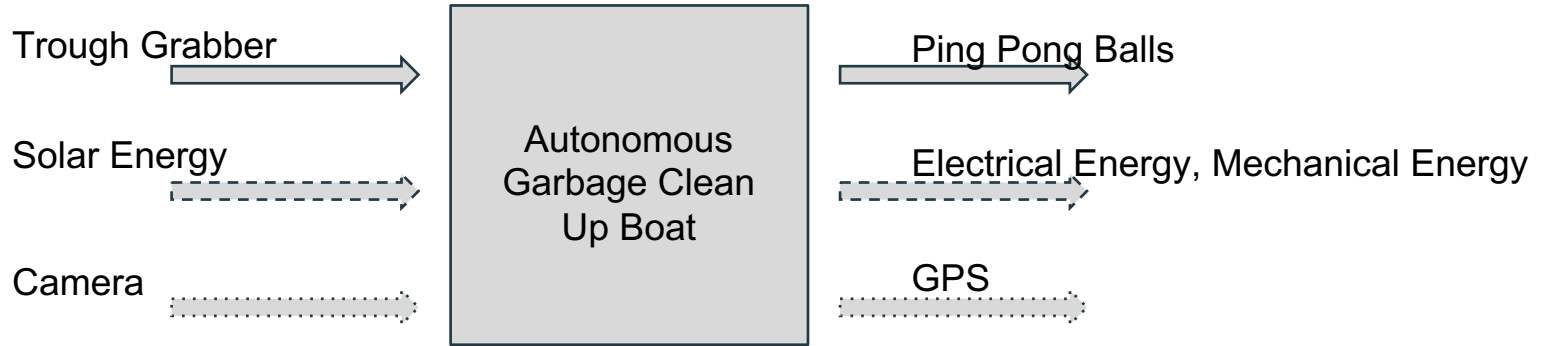 Trough Grabber
Ping Pong Balls
Solar Energy
Autonomous
Garbage Clean
Up Boat
Electrical Energy, Mechanical Energy
Camera
GPS